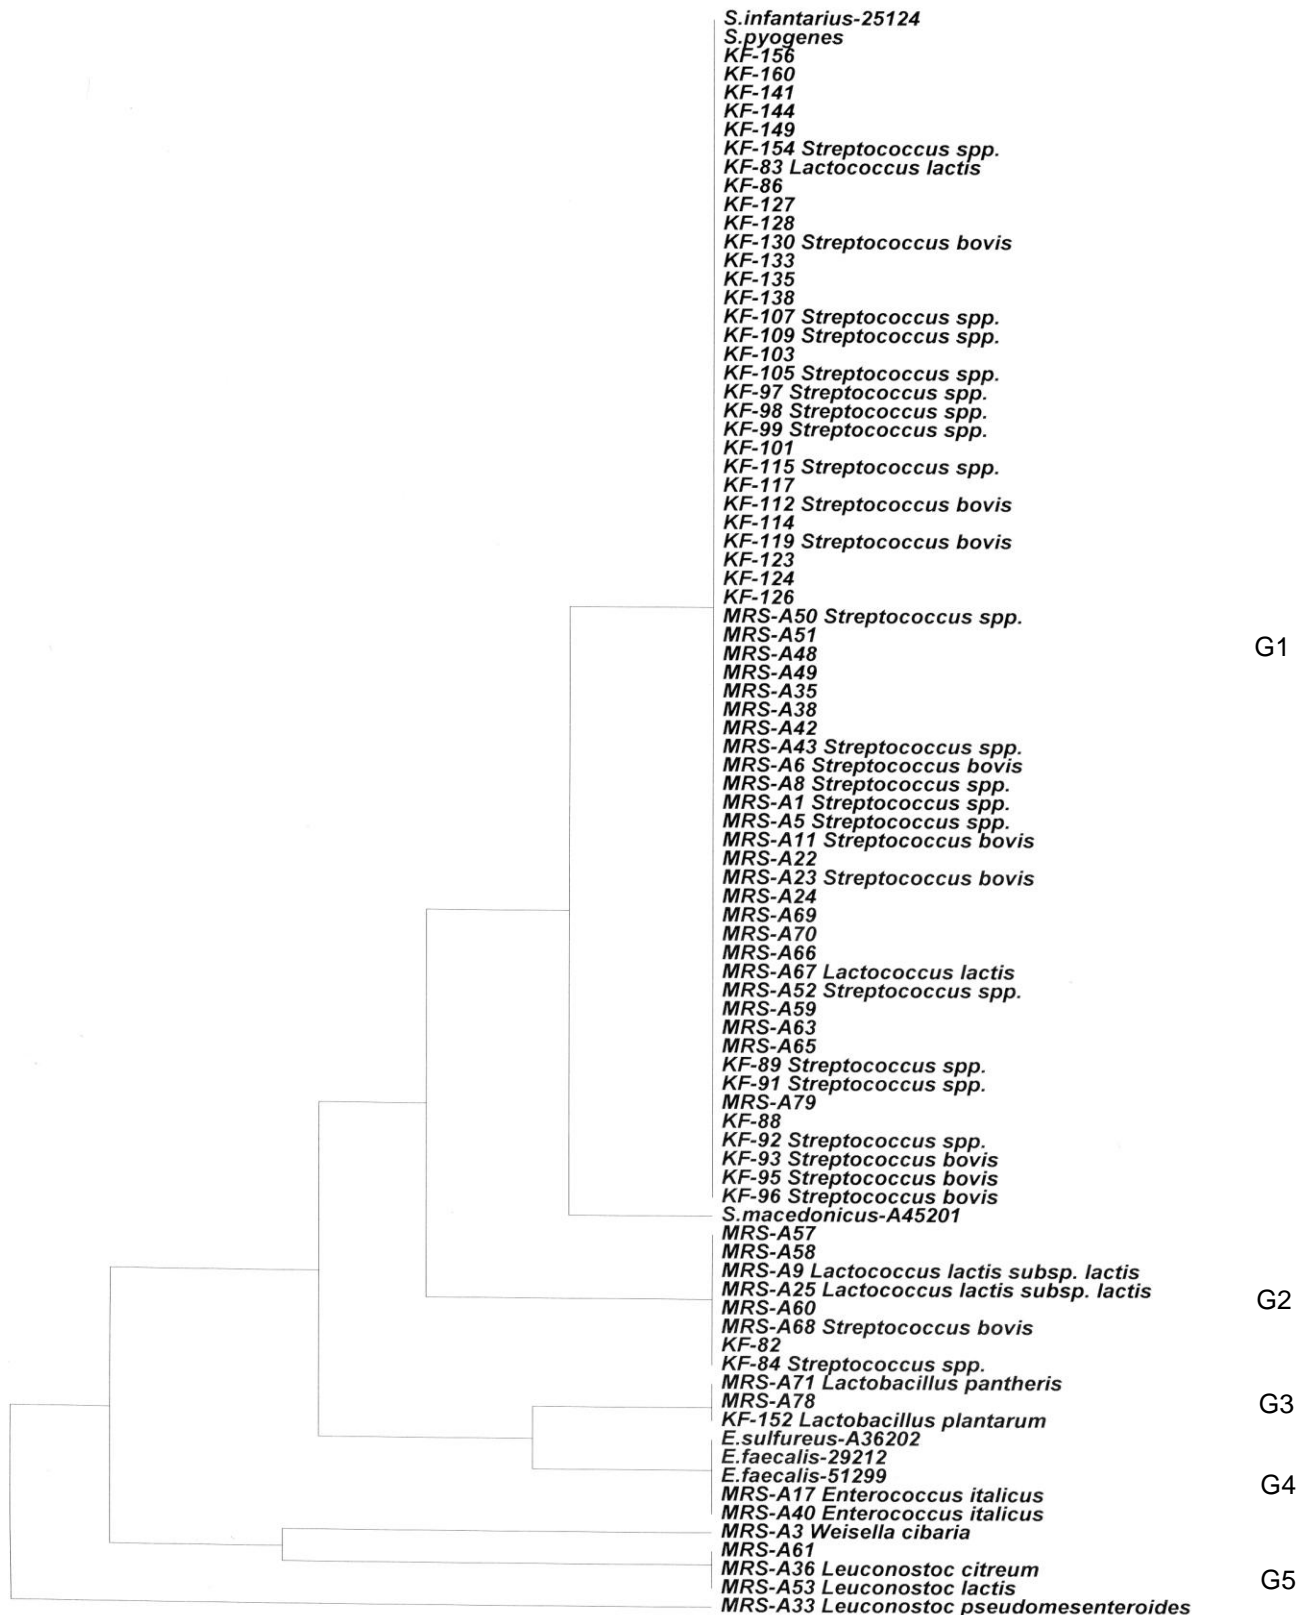 S.infantarius-25124
S.pyogenes
KF-156
KF-160
KF-141
KF-144
KF-149
KF-154 Streptococcus spp.
KF-83 Lactococcus lactis
KF-86
KF-127
KF-128
KF-130 Streptococcus bovis
KF-133
KF-135
KF-138
KF-107 Streptococcus spp.
KF-109 Streptococcus spp.
KF-103
KF-105 Streptococcus spp.
KF-97 Streptococcus spp.
KF-98 Streptococcus spp.
KF-99 Streptococcus spp.
KF-101
KF-115 Streptococcus spp.
KF-117
KF-112 Streptococcus bovis
KF-114
KF-119 Streptococcus bovis
KF-123
KF-124
KF-126
MRS-A50 Streptococcus spp.
MRS-A51
G1
MRS-A48
MRS-A49
MRS-A35
MRS-A38
MRS-A42
MRS-A43 Streptococcus spp.
MRS-A6 Streptococcus bovis
MRS-A8 Streptococcus spp.
MRS-A1 Streptococcus spp.
MRS-A5 Streptococcus spp.
MRS-A11 Streptococcus bovis
MRS-A22
MRS-A23 Streptococcus bovis
MRS-A24
MRS-A69
MRS-A70
MRS-A66
MRS-A67 Lactococcus lactis
MRS-A52 Streptococcus spp.
MRS-A59
MRS-A63
MRS-A65
KF-89 Streptococcus spp.
KF-91 Streptococcus spp.
MRS-A79
KF-88
KF-92 Streptococcus spp.
KF-93 Streptococcus bovis
KF-95 Streptococcus bovis
KF-96 Streptococcus bovis
S.macedonicus-A45201
MRS-A57
MRS-A58
MRS-A9 Lactococcus lactis subsp. lactis
MRS-A25 Lactococcus lactis subsp. lactis
G2
MRS-A60
MRS-A68 Streptococcus bovis
KF-82
KF-84 Streptococcus spp.
MRS-A71 Lactobacillus pantheris
MRS-A78
G3
KF-152 Lactobacillus plantarum
E.sulfureus-A36202
E.faecalis-29212
E.faecalis-51299
G4
MRS-A17 Enterococcus italicus
MRS-A40 Enterococcus italicus
MRS-A3 Weisella cibaria
MRS-A61
MRS-A36 Leuconostoc citreum
G5
MRS-A53 Leuconostoc lactis
MRS-A33 Leuconostoc pseudomesenteroides